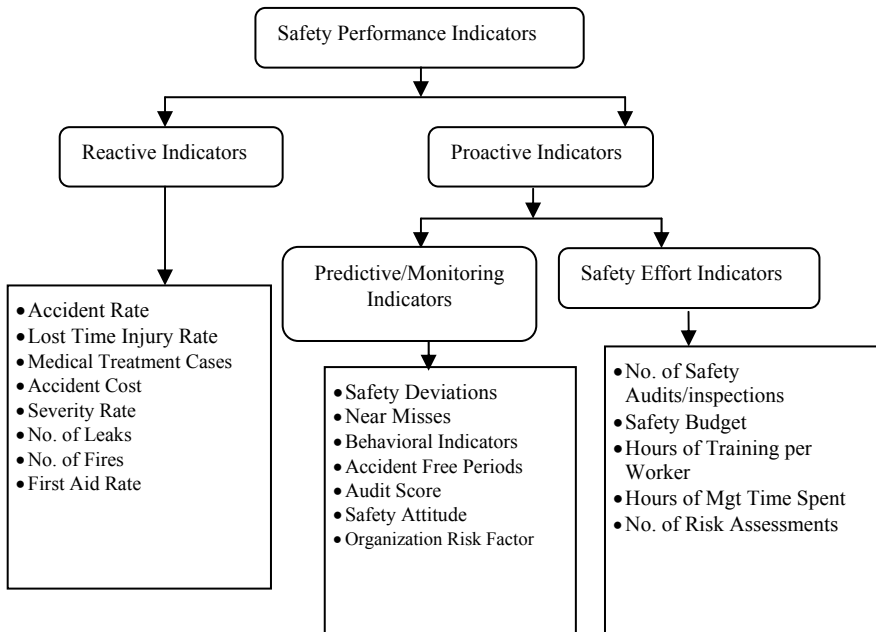 Safety Performance Indicators
Reactive Indicators
Proactive Indicators
Predictive/Monitoring
Indicators
Safety Effort Indicators
•Accident Rate
•Lost Time Injury Rate
•Medical Treatment Cases
•Accident Cost
•Severity Rate
•No. of Leaks
•No. of Fires
•First Aid Rate
•Safety Deviations
•Near Misses
•Behavioral Indicators
•Accident Free Periods
•Audit Score
•Safety Attitude
•Organization Risk Factor
•No. of Safety
Audits/inspections
•Safety Budget
•Hours of Training per
Worker
•Hours of Mgt Time Spent
•No. of Risk Assessments